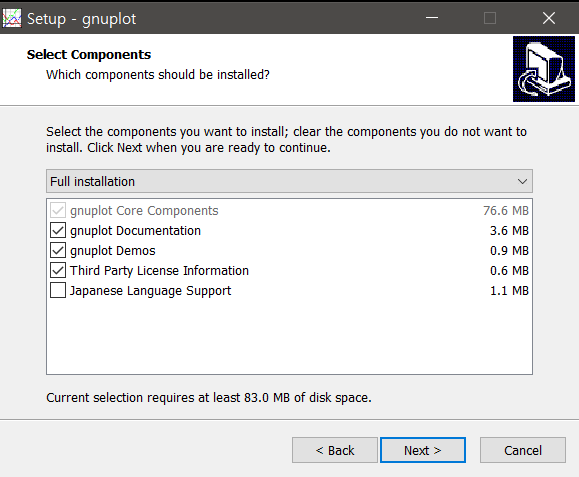 Setup - gnuplot
Select Components
Which components should be installed?
Select the components you want to install; clear the components you do not want to
install. Click Next when you are ready to continue.
Full installation
gnuplot Core Components 76.6 MB
gnuplot Documentation 3.6 MB
gnuplot Demos 0.9 MB
Third Party License Information 0.6 MB
Japanese Language Support 1.1 MB
Current selection requires at least 83.0 MB of disk space.
< Back Next > Cancel